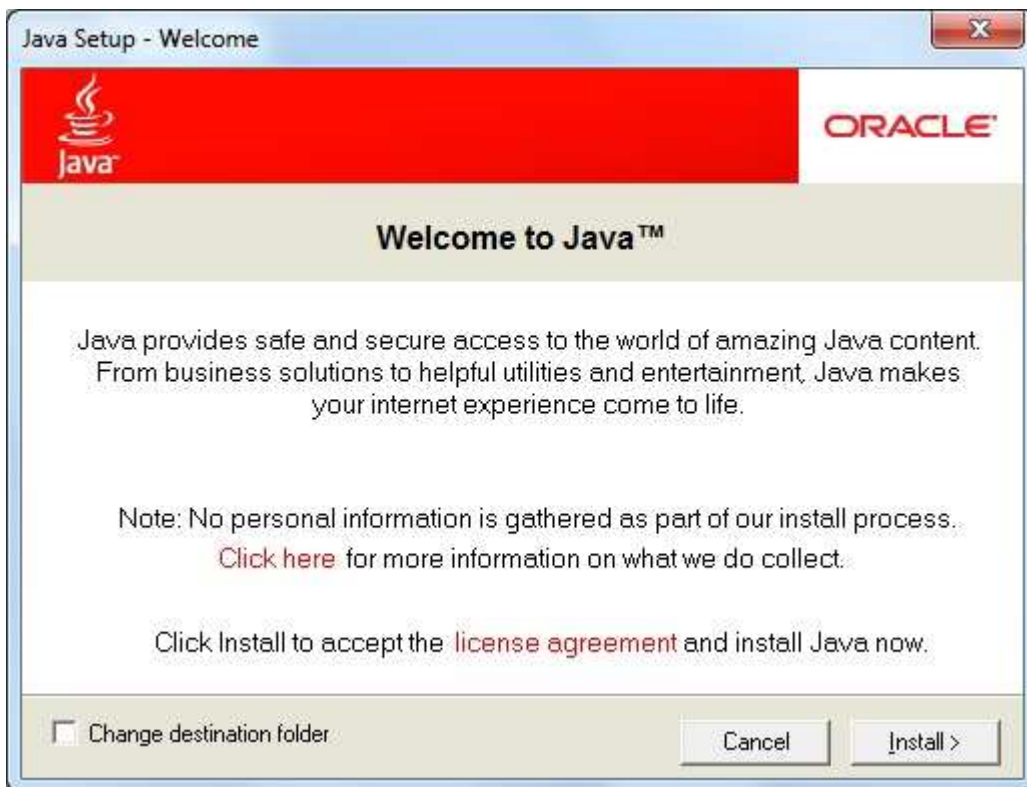 Java Setup - Welcome
Java™
ORACLE®
Welcome to Java™
Java provides safe and secure access to the world of amazing Java content.
From business solutions to helpful utilities and entertainment, Java makes
your internet experience come to life.
Note: No personal information is gathered as part of our install process.
Click here for more information on what we do collect.
Click Install to accept the license agreement and install Java now.
Change destination folder
Cancel
Install >